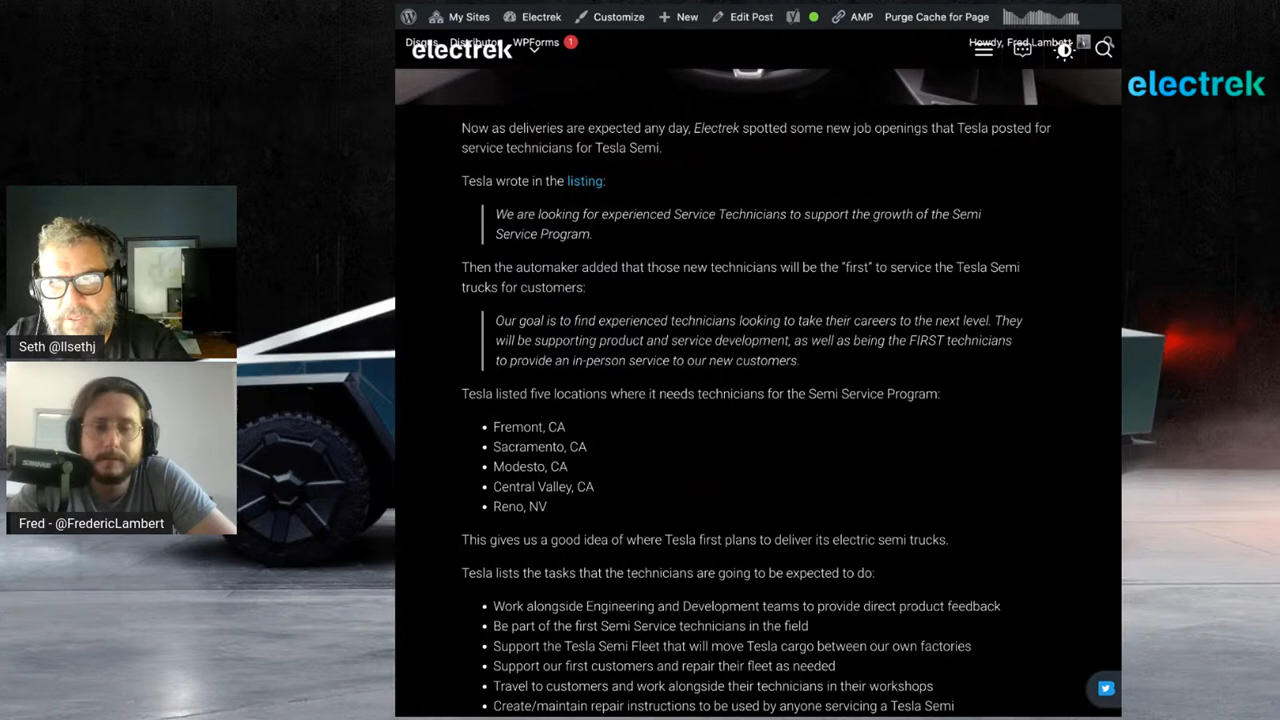 My Sites
Electrek
Customize
New
Edit Post
AMP
Purge Cache for Page
Disqus
Distributor
WPForms
1
Howdy, Fred Lambert
electrek
electrek
Now as deliveries are expected any day, Electrek spotted some new job openings that Tesla posted for
service technicians for Tesla Semi.
Tesla wrote in the listing:
We are looking for experienced Service Technicians to support the growth of the Semi
Service Program.
Then the automaker added that those new technicians will be the “first” to service the Tesla Semi
trucks for customers:
Our goal is to find experienced technicians looking to take their careers to the next level. They
will be supporting product and service development, as well as being the FIRST technicians
to provide an in-person service to our new customers.
Tesla listed five locations where it needs technicians for the Semi Service Program:
• Fremont, CA
• Sacramento, CA
• Modesto, CA
• Central Valley, CA
• Reno, NV
This gives us a good idea of where Tesla first plans to deliver its electric semi trucks.
Tesla lists the tasks that the technicians are going to be expected to do:
• Work alongside Engineering and Development teams to provide direct product feedback
• Be part of the first Semi Service technicians in the field
• Support the Tesla Semi Fleet that will move Tesla cargo between our own factories
• Support our first customers and repair their fleet as needed
• Travel to customers and work alongside their technicians in their workshops
• Create/maintain repair instructions to be used by anyone servicing a Tesla Semi
Seth @llsethj
SHURE
Fred - @FredericLambert